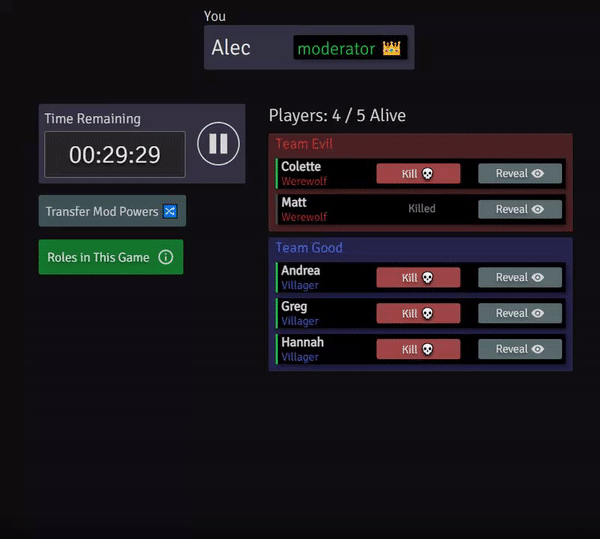 You
Alec moderator
Time Remaining
00:29:29
Transfer Mod Powers
Roles in This Game
Players: 4 / 5 Alive
Team Evil
Colette
Werewolf
Kill
Reveal
Matt
Werewolf
Killed
Reveal
Team Good
Andrea
Villager
Kill
Reveal
Greg
Villager
Kill
Reveal
Hannah
Villager
Kill
Reveal